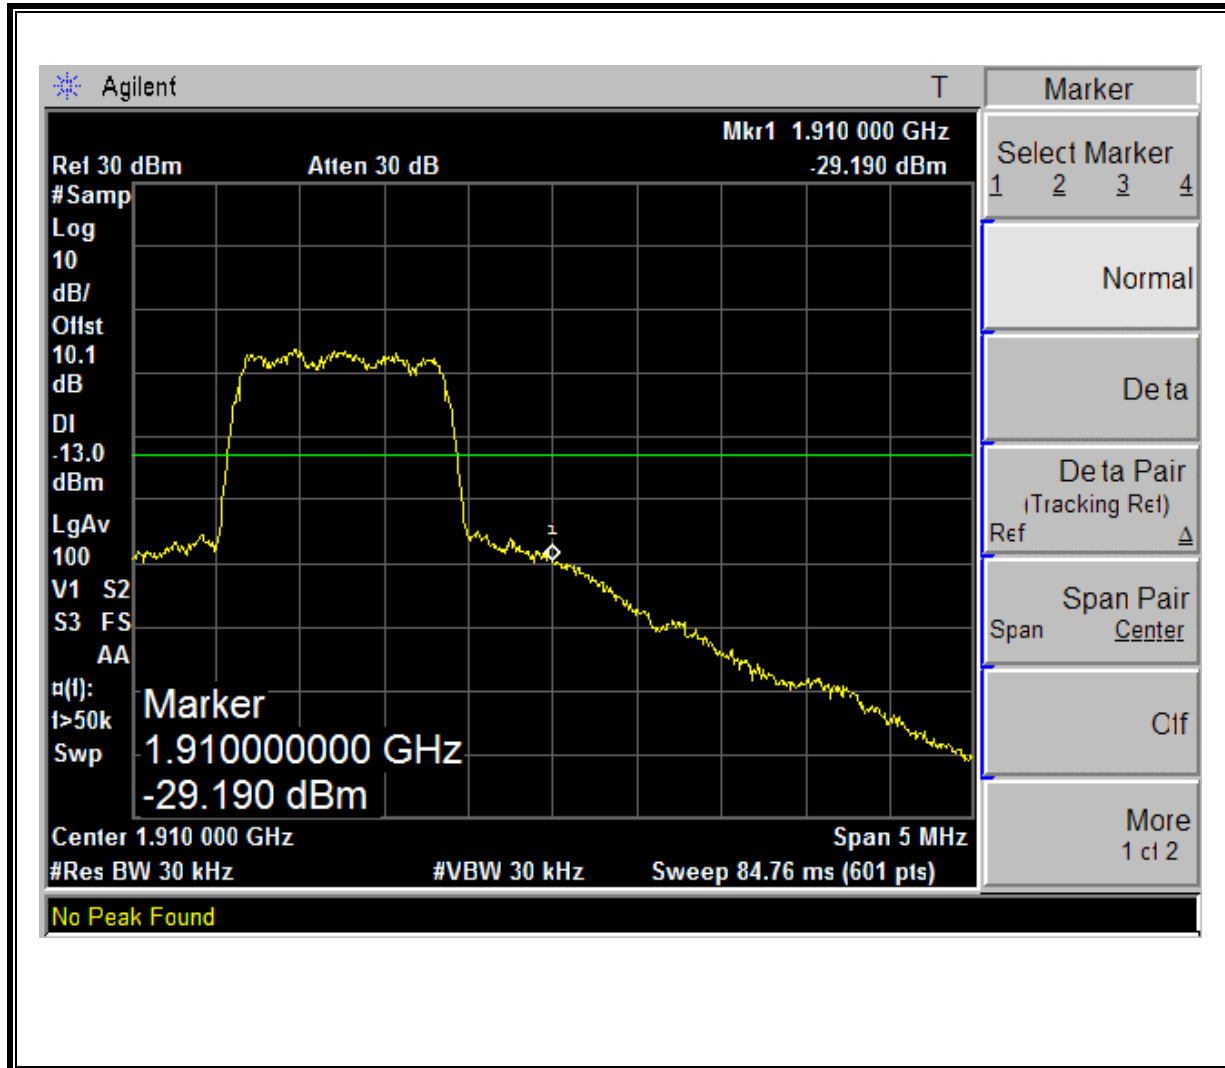 Agilent T
Mkr1 1.910 000 GHz
Ref 30 dBm Atten 30 dB -29.190 dBm
#Samp
Log
10
dB/
Offst
10.1
dB
DI
-13.0
dBm
LgAv
100
V1 S2
S3 FS
AA
¤(f):
f>50k
Swp
1
Marker
1.910000000 GHz
-29.190 dBm
Center 1.910 000 GHz Span 5 MHz
#Res BW 30 kHz #VBW 30 kHz Sweep 84.76 ms (601 pts)
No Peak Found
Marker
Select Marker
1 2 3 4
Normal
Delta
Delta Pair
(Tracking Ref)
Ref Δ
Span Pair
Span Center
Off
More
1 of 2